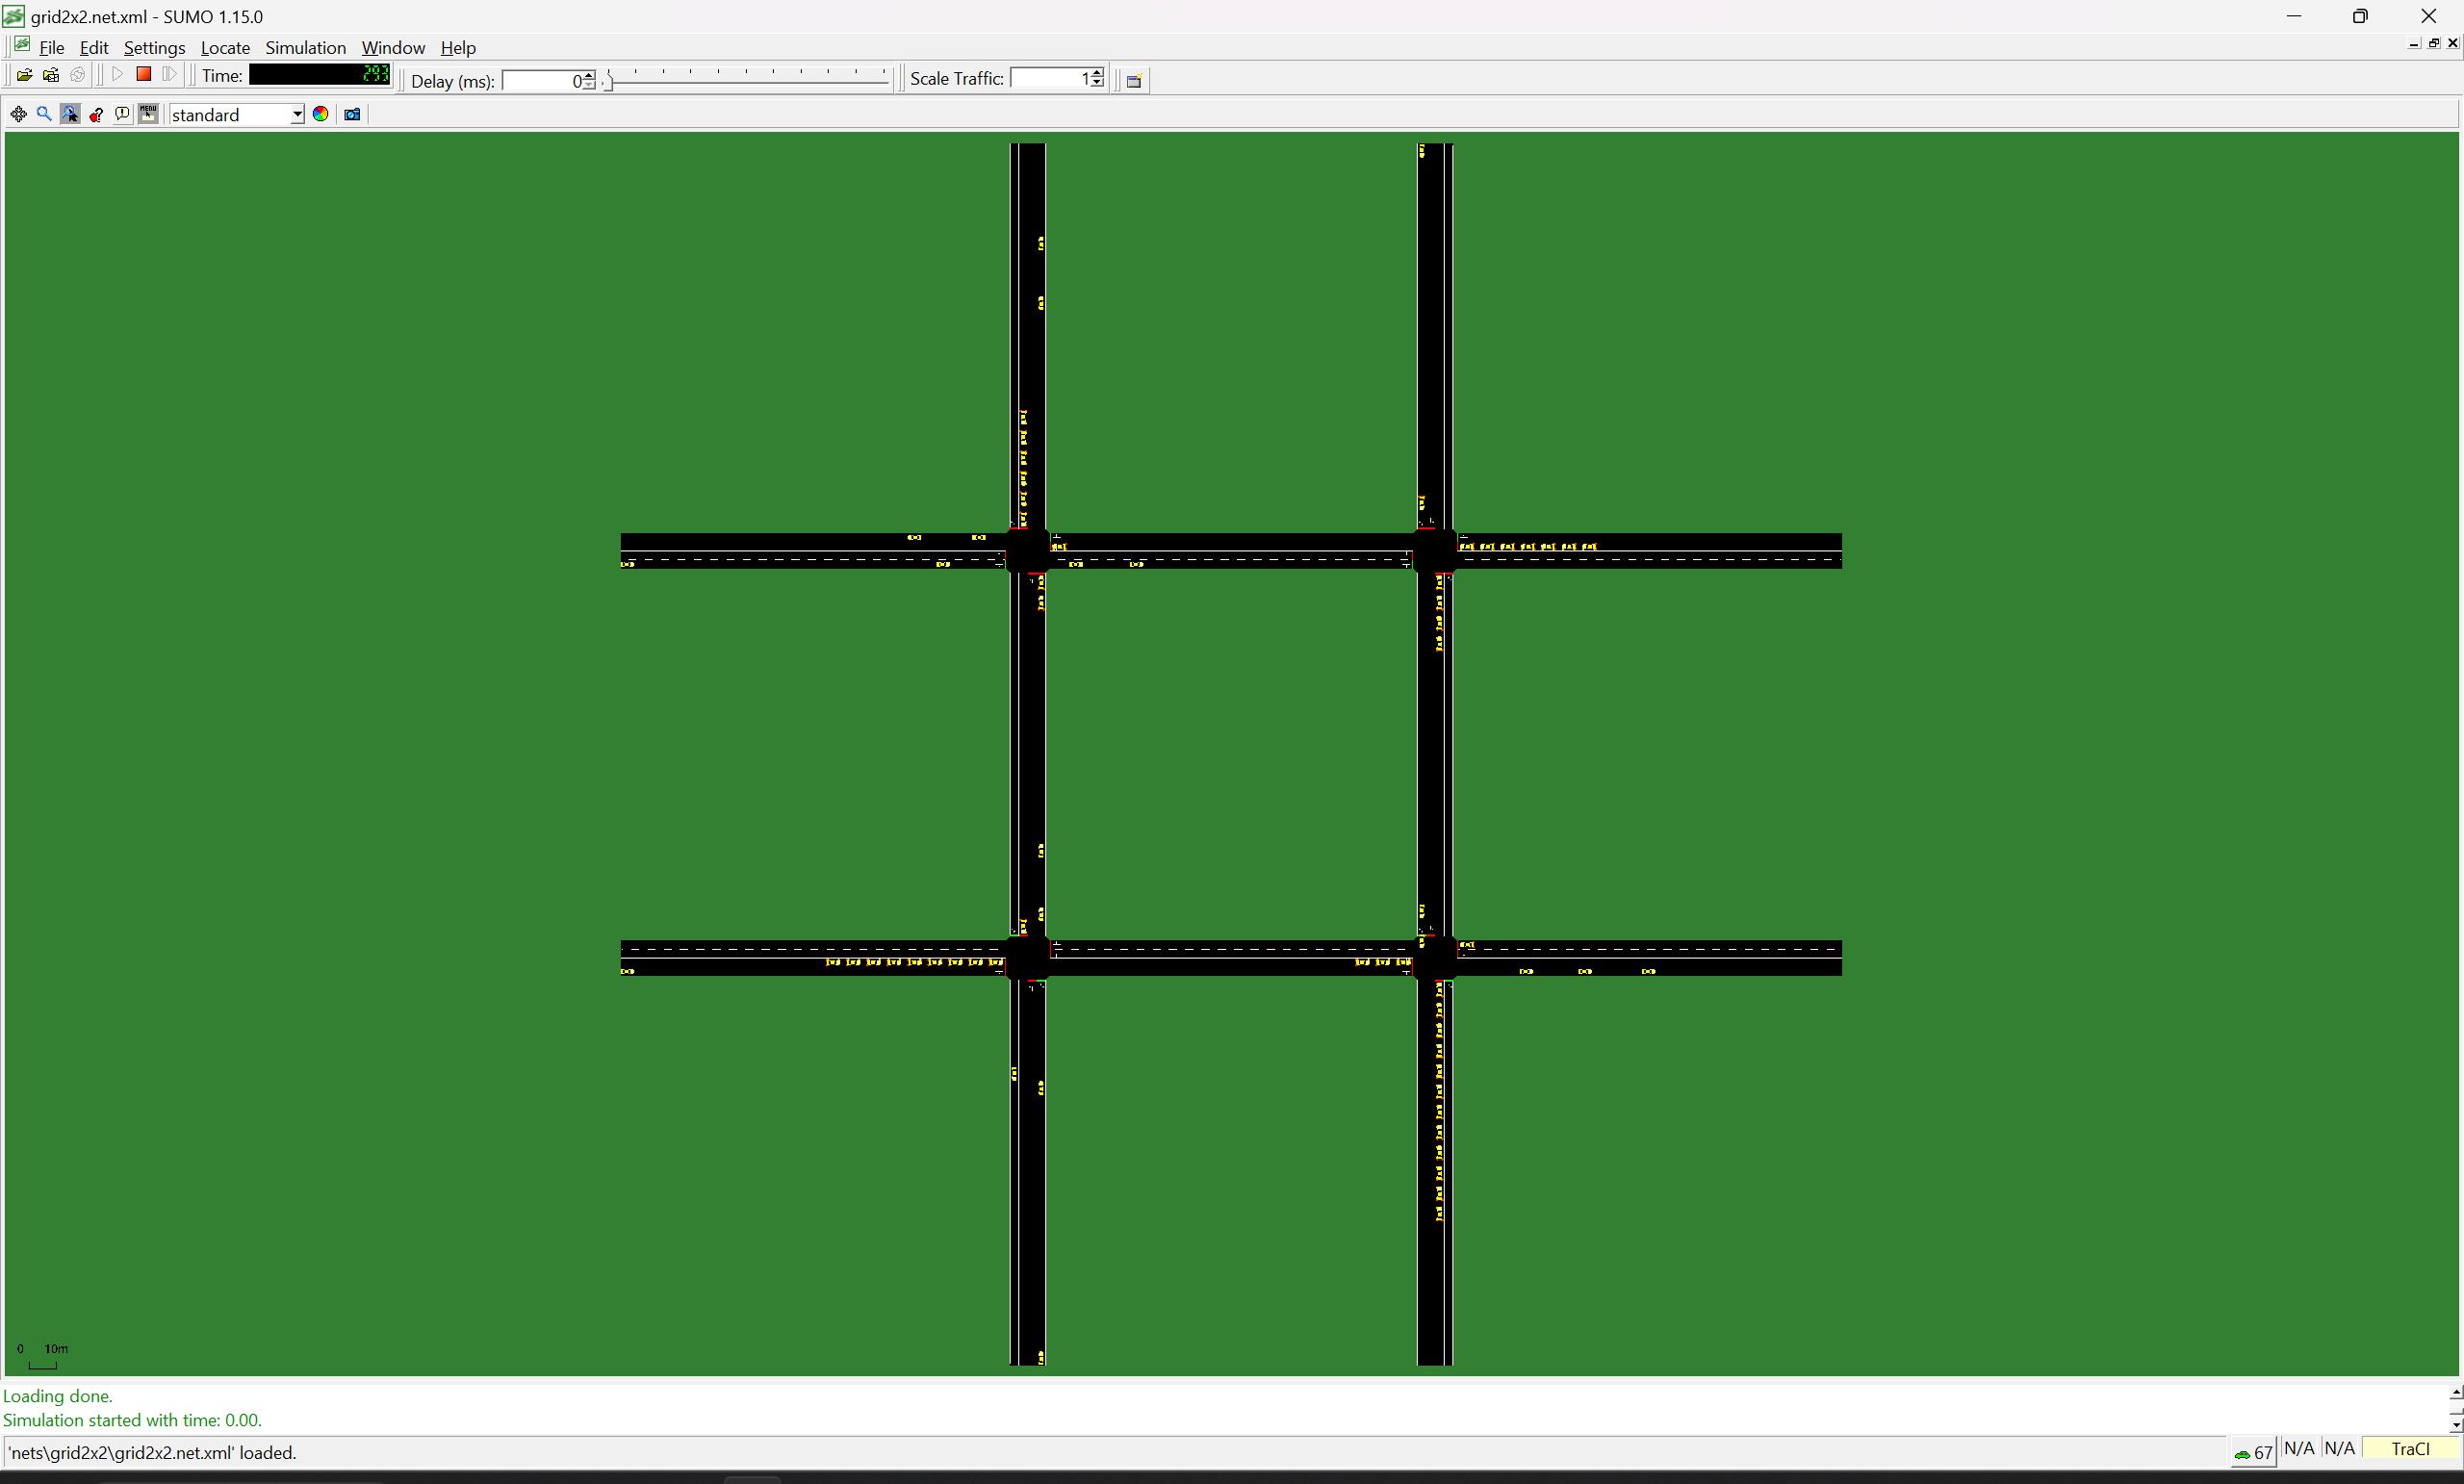 grid2x2.net.xml - SUMO 1.15.0
File Edit Settings Locate Simulation Window Help
Time: 293 Delay (ms): 0 Scale Traffic: 1
MENU standard
0 10m
Loading done.
Simulation started with time: 0.00.
'nets\grid2x2\grid2x2.net.xml' loaded. 67 N/A N/A TraCI